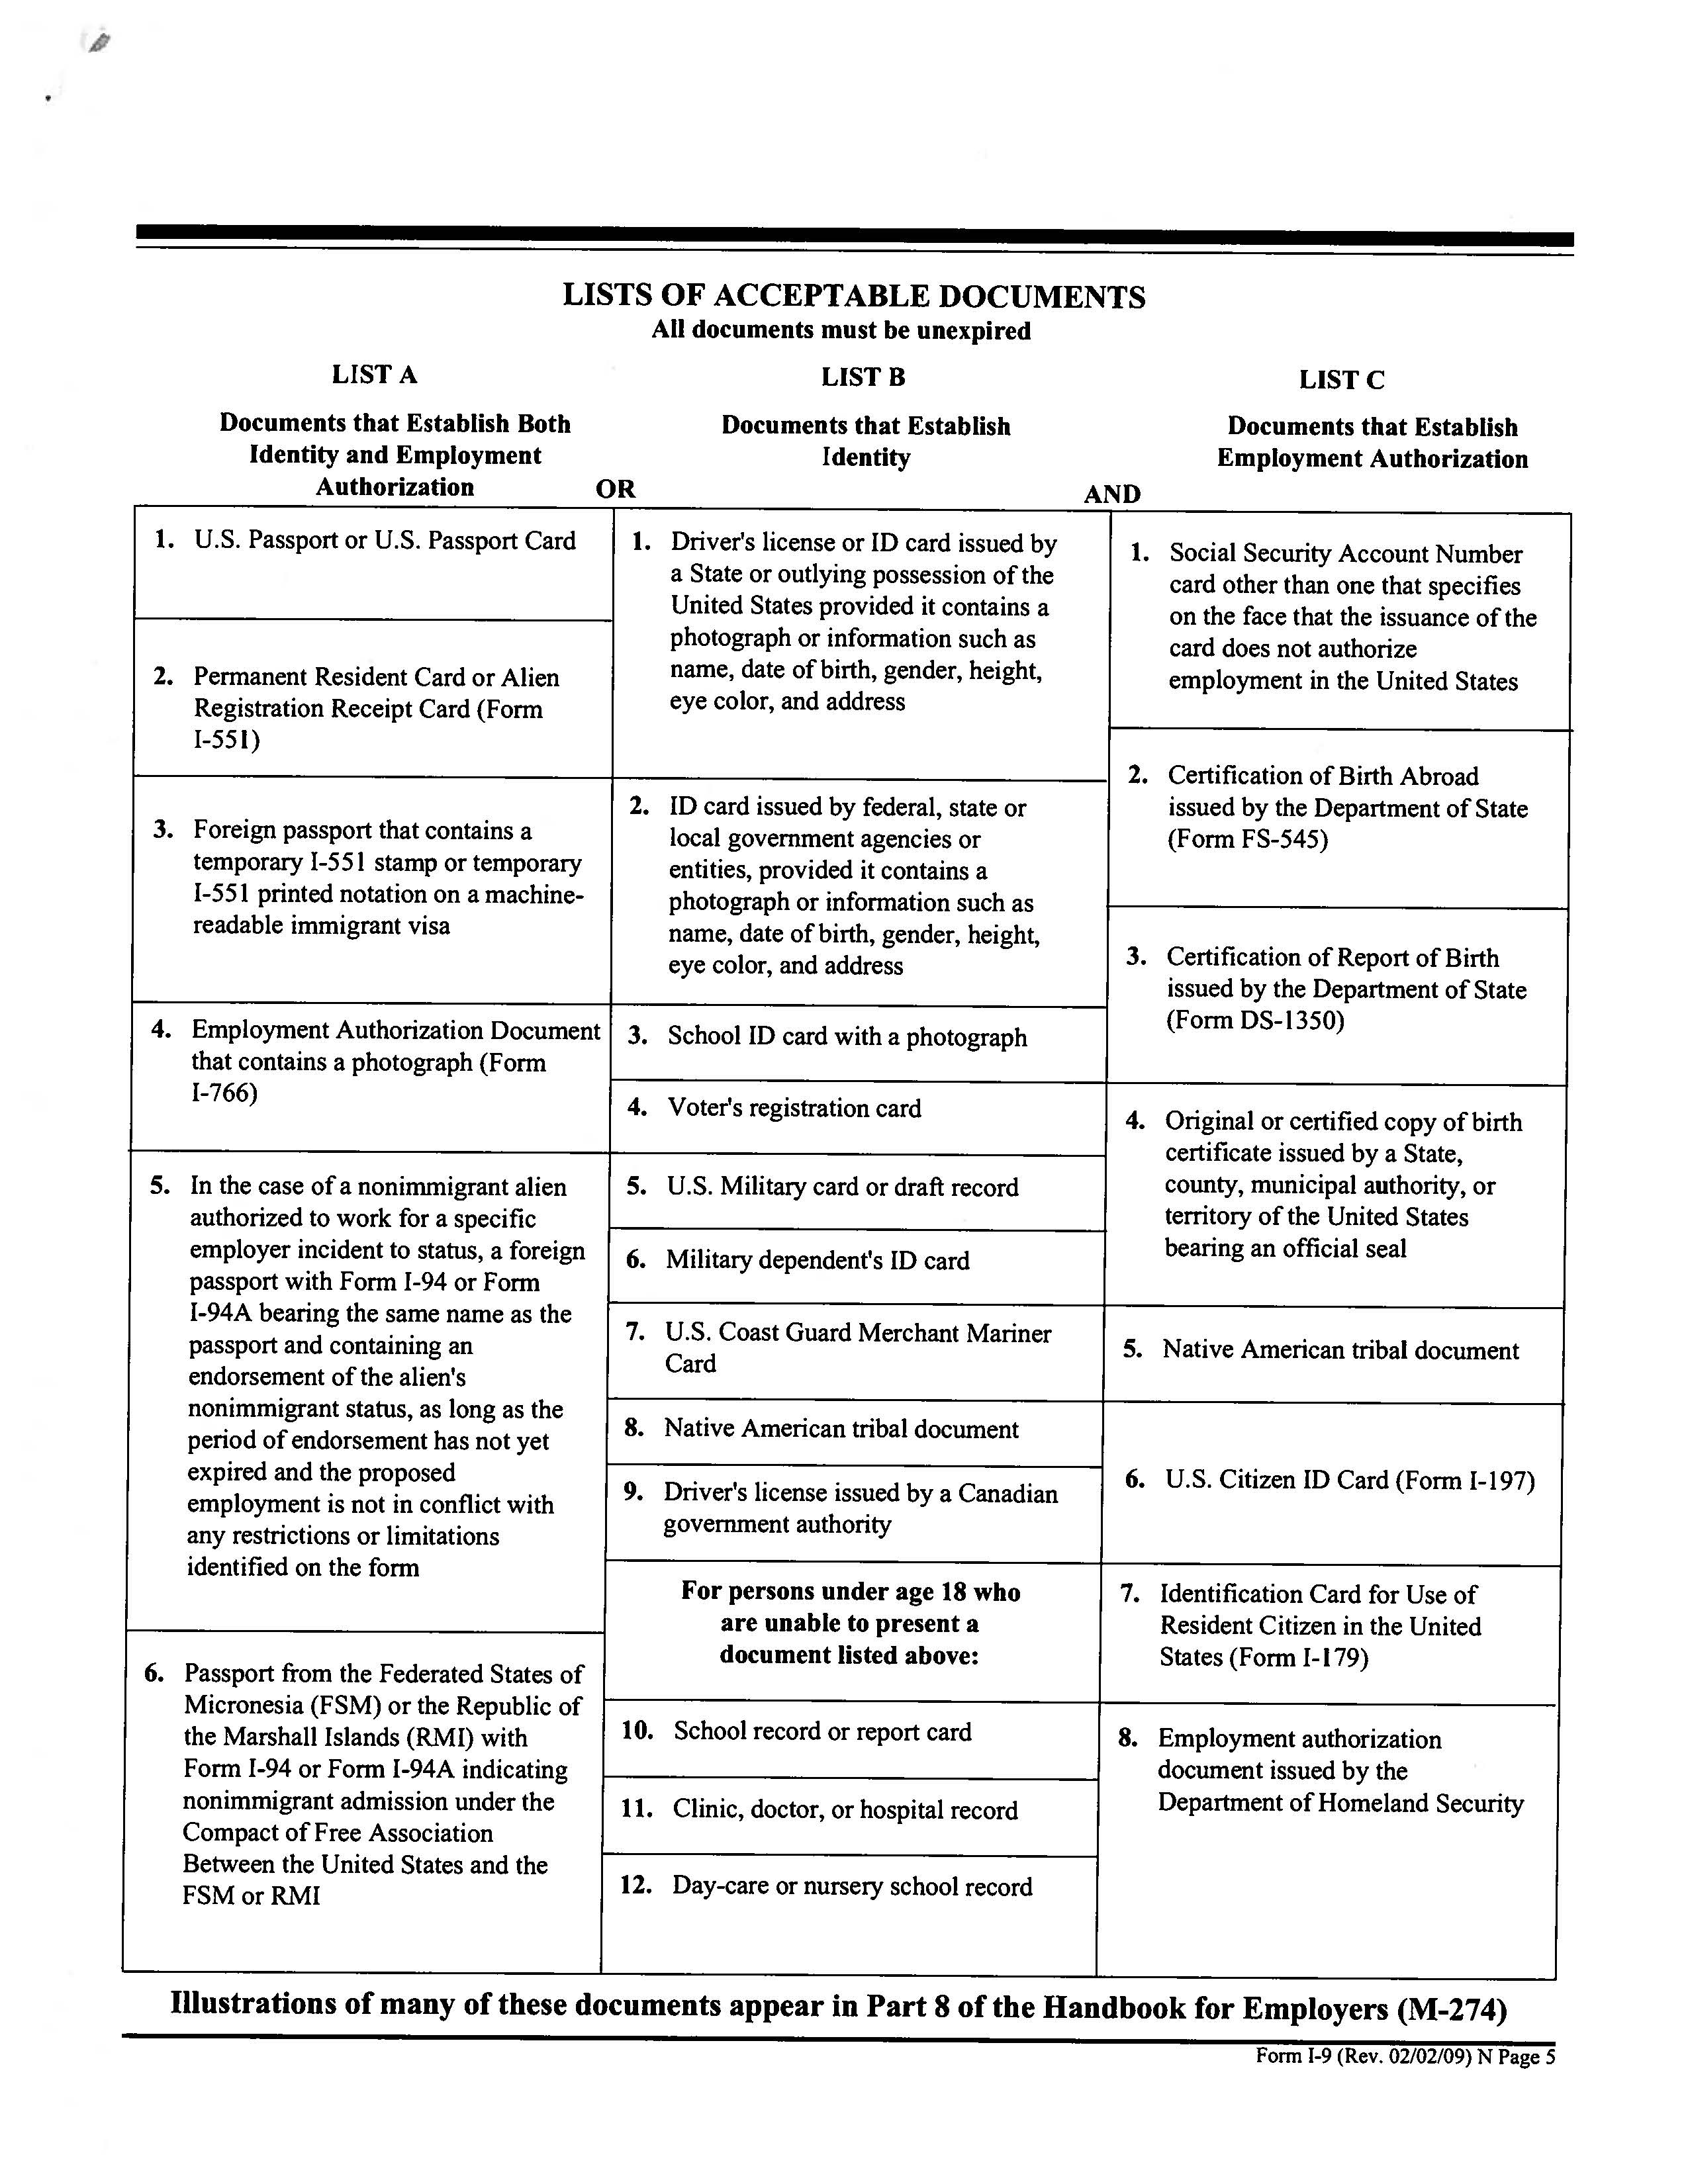 LISTS OF ACCEPTABLE DOCUMENTS
All documents must be unexpired
LIST A
Documents that Establish Both
Identity and Employment
Authorization
OR
LIST B
Documents that Establish
Identity
AND
LIST C
Documents that Establish
Employment Authorization
1. U.S. Passport or U.S. Passport Card
2. Permanent Resident Card or Alien
Registration Receipt Card (Form
I-551)
3. Foreign passport that contains a
temporary I-551 stamp or temporary
I-551 printed notation on a machine-
readable immigrant visa
4. Employment Authorization Document
that contains a photograph (Form
I-766)
5. In the case of a nonimmigrant alien
authorized to work for a specific
employer incident to status, a foreign
passport with Form I-94 or Form
I-94A bearing the same name as the
passport and containing an
endorsement of the alien's
nonimmigrant status, as long as the
period of endorsement has not yet
expired and the proposed
employment is not in conflict with
any restrictions or limitations
identified on the form
6. Passport from the Federated States of
Micronesia (FSM) or the Republic of
the Marshall Islands (RMI) with
Form I-94 or Form I-94A indicating
nonimmigrant admission under the
Compact of Free Association
Between the United States and the
FSM or RMI
1. Driver's license or ID card issued by
a State or outlying possession of the
United States provided it contains a
photograph or information such as
name, date of birth, gender, height,
eye color, and address
2. ID card issued by federal, state or
local government agencies or
entities, provided it contains a
photograph or information such as
name, date of birth, gender, height,
eye color, and address
3. School ID card with a photograph
4. Voter's registration card
5. U.S. Military card or draft record
6. Military dependent's ID card
7. U.S. Coast Guard Merchant Mariner
Card
8. Native American tribal document
9. Driver's license issued by a Canadian
government authority
For persons under age 18 who
are unable to present a
document listed above:
10. School record or report card
11. Clinic, doctor, or hospital record
12. Day-care or nursery school record
1. Social Security Account Number
card other than one that specifies
on the face that the issuance of the
card does not authorize
employment in the United States
2. Certification of Birth Abroad
issued by the Department of State
(Form FS-545)
3. Certification of Report of Birth
issued by the Department of State
(Form DS-1350)
4. Original or certified copy of birth
certificate issued by a State,
county, municipal authority, or
territory of the United States
bearing an official seal
5. Native American tribal document
6. U.S. Citizen ID Card (Form I-197)
7. Identification Card for Use of
Resident Citizen in the United
States (Form I-179)
8. Employment authorization
document issued by the
Department of Homeland Security
Illustrations of many of these documents appear in Part 8 of the Handbook for Employers (M-274)
Form I-9 (Rev. 02/02/09) N Page 5